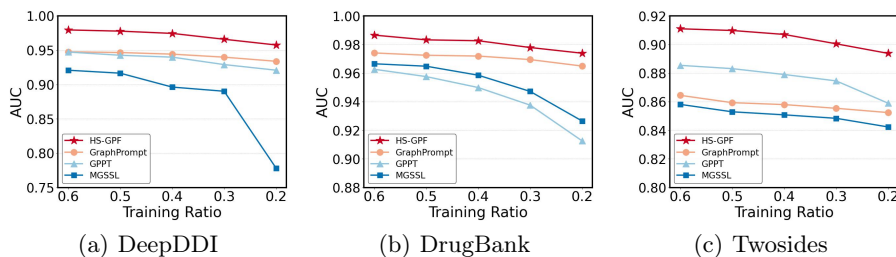 1.00
0.95
0.90
0.85
0.80
0.75
AUC
HS-GPF
GraphPrompt
GPPT
MGSSL
0.6 0.5 0.4 0.3 0.2
Training Ratio
(a) DeepDDI
1.00
0.98
0.96
0.94
0.92
0.90
0.88
AUC
HS-GPF
GraphPrompt
GPPT
MGSSL
0.6 0.5 0.4 0.3 0.2
Training Ratio
(b) DrugBank
0.92
0.90
0.88
0.86
0.84
0.82
0.80
AUC
HS-GPF
GraphPrompt
GPPT
MGSSL
0.6 0.5 0.4 0.3 0.2
Training Ratio
(c) Twosides